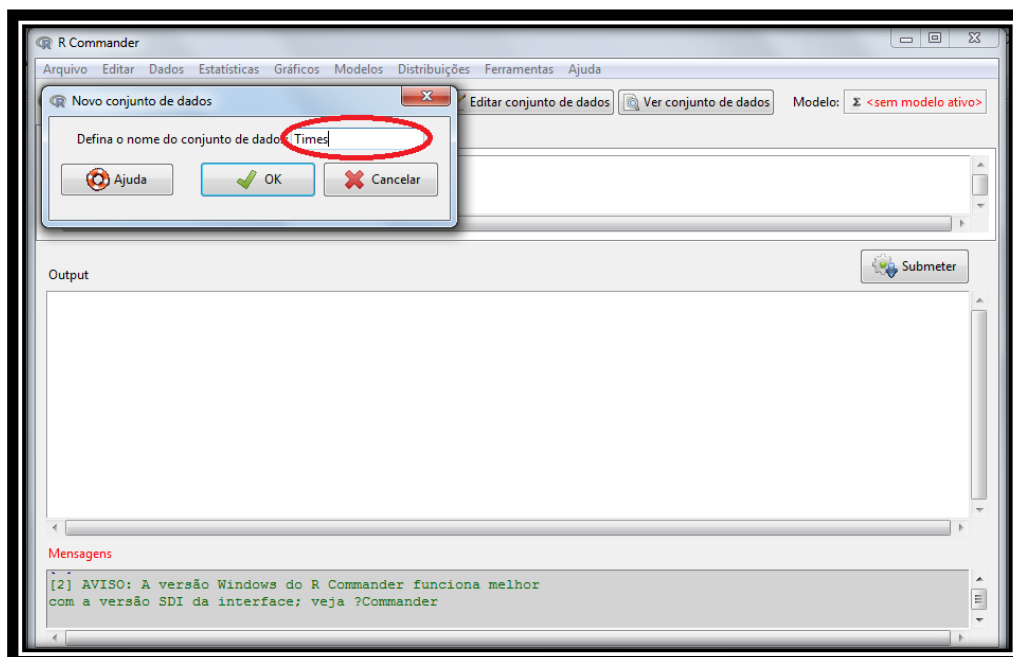 R Commander
Arquivo Editar Dados Estatísticas Gráficos Modelos Distribuições Ferramentas Ajuda
Novo conjunto de dados
Editar conjunto de dados Ver conjunto de dados Modelo: Σ <sem modelo ativo>
Defina o nome do conjunto de dados: Times
Ajuda OK Cancelar
Output
Submeter
Mensagens
[2] AVISO: A versão Windows do R Commander funciona melhor
com a versão SDI da interface; veja ?Commander